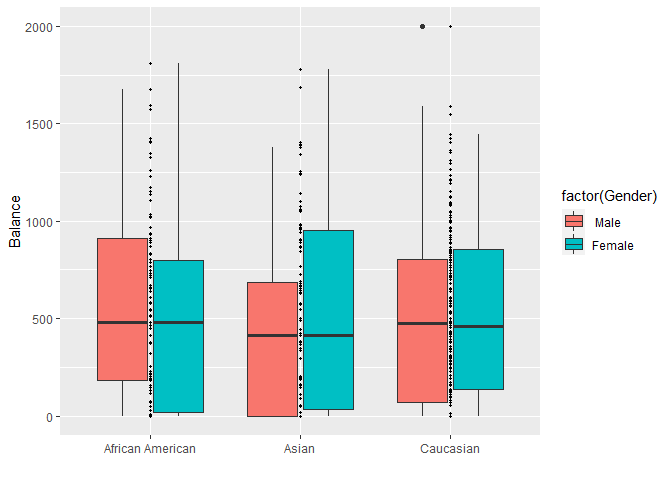 2000
1500
1000
500
0
Balance
African American
Asian
Caucasian
factor(Gender)
Male
Female